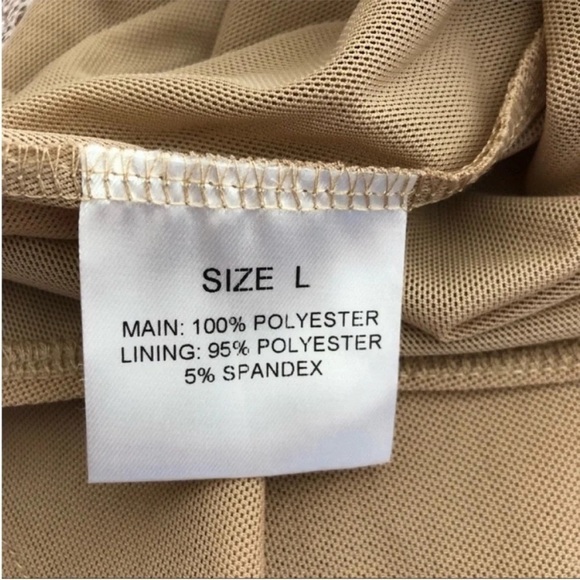 SIZE L
MAIN: 100% POLYESTER
LINING: 95% POLYESTER
5% SPANDEX